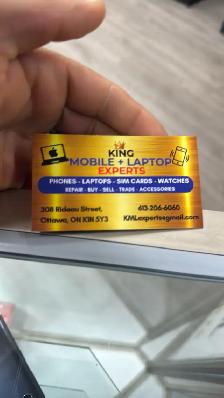 KING
MOBILE + LAPTOP
EXPERTS
PHONES - LAPTOPS - SIM CARDS - WATCHES
REPAIR - BUY - SELL - TRADE - ACCESSORIES
308 Rideau Street, 613-206-6060
Ottawa, ON K1N 5Y3 KMLexperts@gmail.com